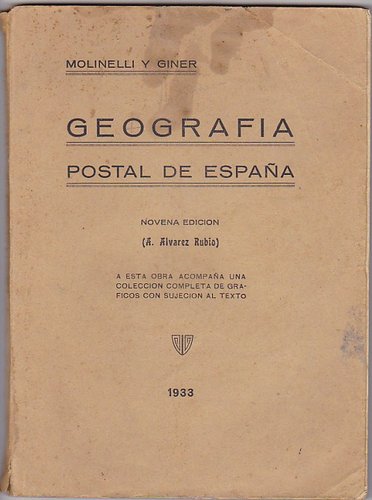 MOLINELLI Y GINER
GEOGRAFIA
POSTAL DE ESPAÑA
NOVENA EDICION
(A. Alvarez Rubio)
A ESTA OBRA ACOMPAÑA UNA
COLECCION COMPLETA DE GRA-
FICOS CON SUJECION AL TEXTO
1933